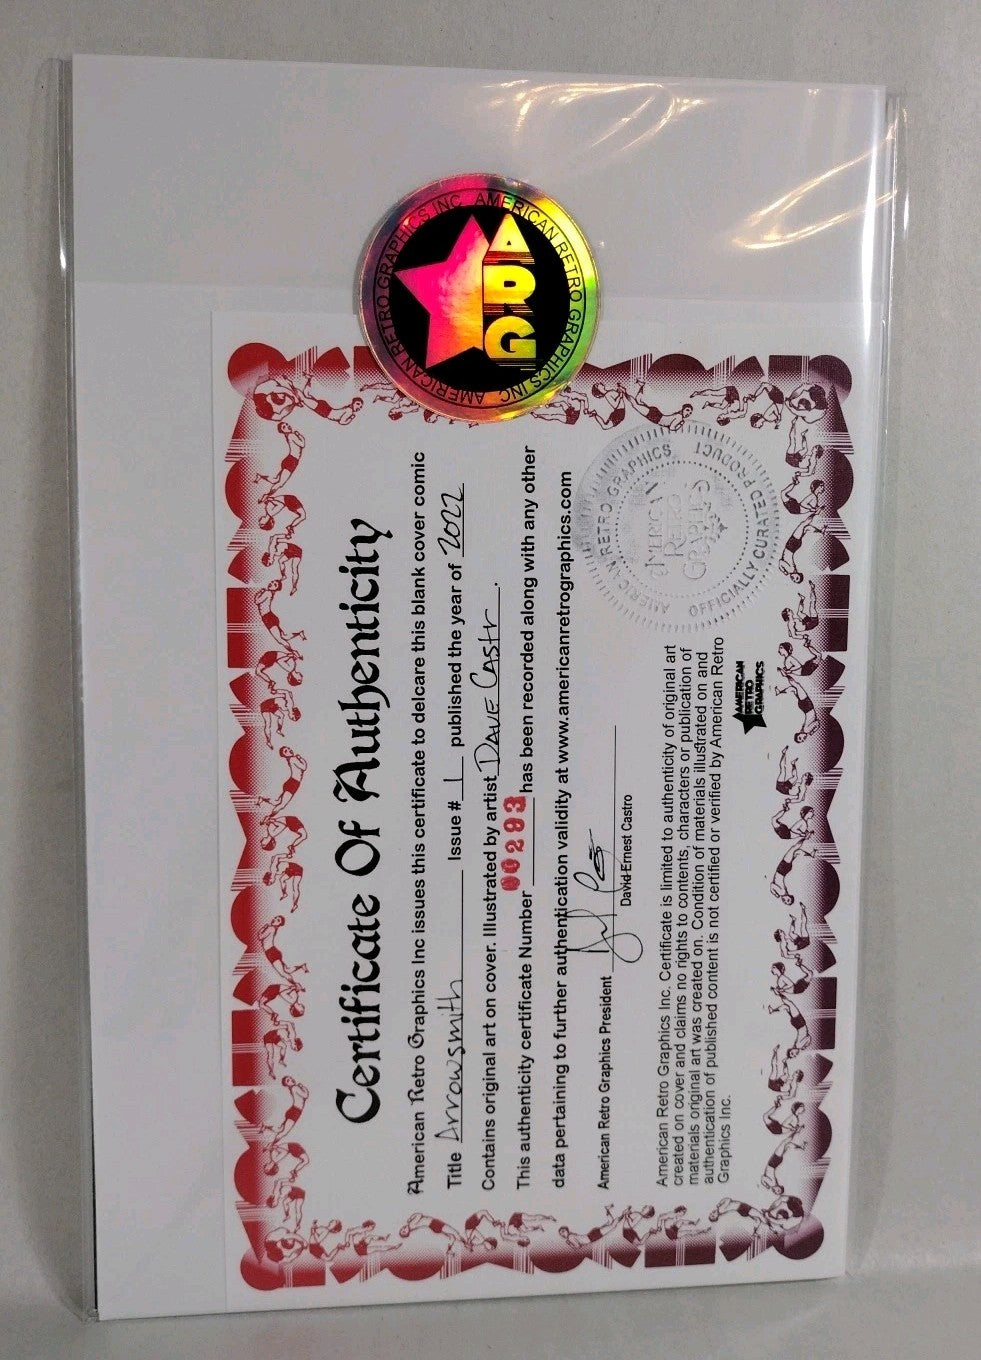 AMERICAN RETRO GRAPHICS INC AMERICAN RETRO GRAPHICS INC
ARG
Certificate Of Authenticity
American Retro Graphics Inc issues this certificate to delcare this blank cover comic
Title Arrowsmith Issue # 1 published the year of 2022
Contains original art on cover. Illustrated by artist Dave Castr.
This authenticity certificate Number 00293 has been recorded along with any other
data pertaining to further authentication validity at www.americanretrographics.com
American Retro Graphics President
David Ernest Castro
American Retro Graphics Inc. Certificate is limited to authenticity of original art
created on cover and claims no rights to contents, characters or publication of
materials original art was created on. Condition of materials illustrated on and
authentication of published content is not certified or verified by American Retro
Graphics Inc.
AMERICAN
RETRO
GRAPHICS
AMERICAN RETRO GRAPHICS
OFFICIALLY CURATED PRODUCT
AMERICAN
RETRO
GRAPHICS